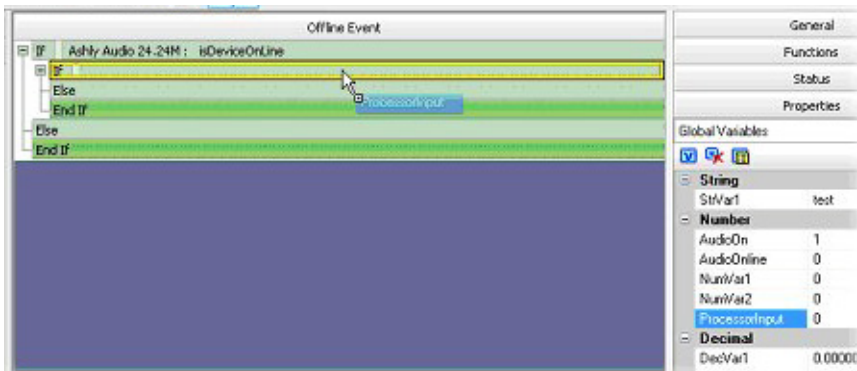 Offline Event
General
IF Ashly Audio 24.24M : isDeviceOnLine
Functions
IF
Status
Else
ProcessorInput
End If
Properties
Else
Global Variables
End If
String
StrVar1 test
Number
AudioOn 1
AudioOnline 0
NumVar1 0
NumVar2 0
ProcessorInput 0
Decimal
DecVar1 0.00000